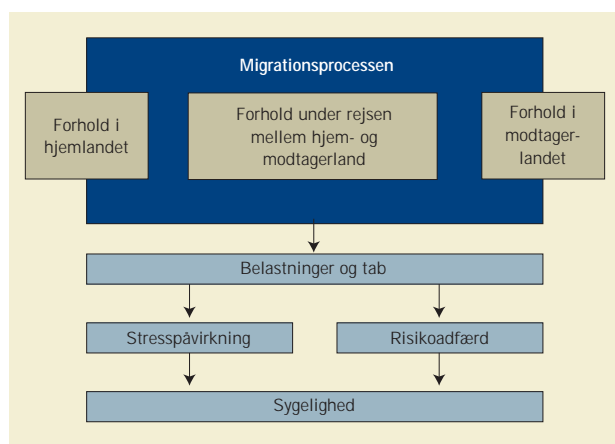 Migrationsprocessen
Forhold i
hjemlandet
Forhold under rejsen
mellem hjem- og
modtagerland
Forhold i
modtager-
landet
Belastninger og tab
Stresspåvirkning
Risikoadfærd
Sygelighed